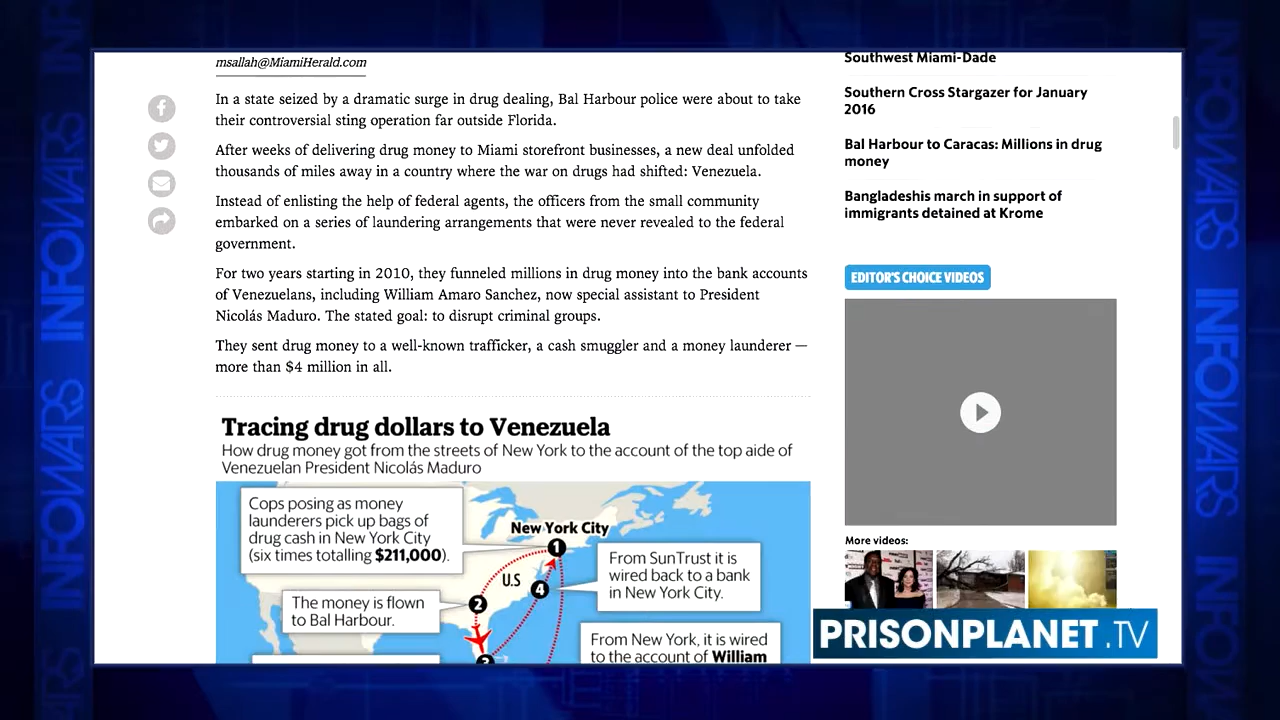 msallah@MiamiHerald.com
In a state seized by a dramatic surge in drug dealing, Bal Harbour police were about to take
their controversial sting operation far outside Florida.
After weeks of delivering drug money to Miami storefront businesses, a new deal unfolded
thousands of miles away in a country where the war on drugs had shifted: Venezuela.
Instead of enlisting the help of federal agents, the officers from the small community
embarked on a series of laundering arrangements that were never revealed to the federal
government.
For two years starting in 2010, they funneled millions in drug money into the bank accounts
of Venezuelans, including William Amaro Sanchez, now special assistant to President
Nicolás Maduro. The stated goal: to disrupt criminal groups.
They sent drug money to a well-known trafficker, a cash smuggler and a money launderer —
more than $4 million in all.
Tracing drug dollars to Venezuela
How drug money got from the streets of New York to the account of the top aide of
Venezuelan President Nicolás Maduro
Cops posing as money
launderers pick up bags of
drug cash in New York City
(six times totalling $211,000).
New York City
1
From SunTrust it is
wired back to a bank
in New York City.
U.S
4
The money is flown
to Bal Harbour.
2
From New York, it is wired
to the account of William
3
Southwest Miami-Dade
Southern Cross Stargazer for January
2016
Bal Harbour to Caracas: Millions in drug
money
Bangladeshis march in support of
immigrants detained at Krome
EDITOR'S CHOICE VIDEOS
More videos:
PRISONPLANET.TV
INFOWARS
INFOWARS
INFOWARS
INFOWARS